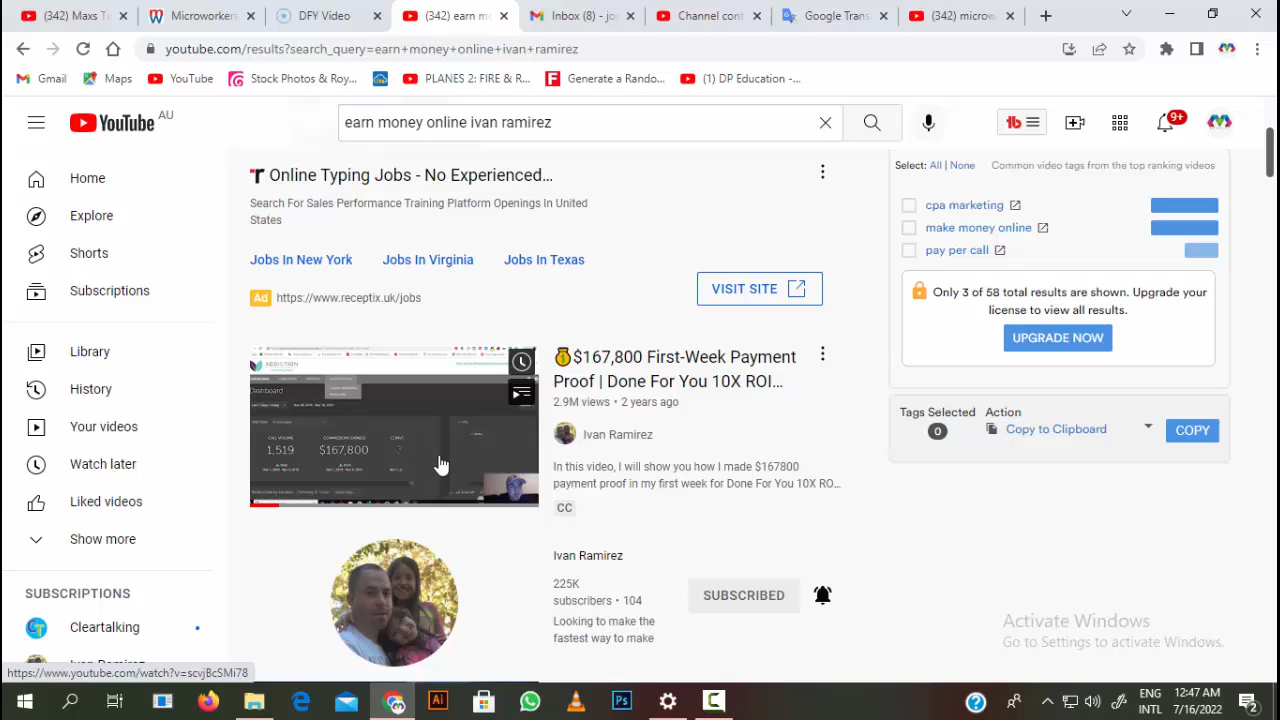 (342) Maxs Tu
Microworkers
DFY Video
(342) earn m
Inbox (8) - jo
Channel cont
Google Trans
(342) microw
youtube.com/results?search_query=earn+money+online+ivan+ramirez
Gmail
Maps
YouTube
Stock Photos & Roy...
PLANES 2: FIRE & R...
Generate a Rando...
(1) DP Education -...
YouTube AU
earn money online ivan ramirez
9+
Home
Explore
Shorts
Subscriptions
Library
History
Your videos
Watch later
Liked videos
Show more
SUBSCRIPTIONS
Cleartalking
Online Typing Jobs - No Experienced...
Search For Sales Performance Training Platform Openings In United
States
Jobs In New York Jobs In Virginia Jobs In Texas
Ad https://www.receptix.uk/jobs
VISIT SITE
Dashboard
CALL VOLUME
1,519
$167,800
$167,800 First-Week Payment
Proof | Done For You 10X ROI...
2.9M views • 2 years ago
Ivan Ramirez
In this video, I will show you how I made $167800
payment proof in my first week for Done For You 10X RO...
CC
Ivan Ramirez
225K
subscribers • 104
Looking to make the
fastest way to make
SUBSCRIBED
Select: All | None Common video tags from the top ranking videos
cpa marketing
make money online
pay per call
Only 3 of 58 total results are shown. Upgrade your
license to view all results.
UPGRADE NOW
Tags Selected
0
Action
Copy to Clipboard
COPY
Activate Windows
Go to Settings to activate Windows.
https://www.youtube.com/watch?v=scvjBcSMi78
Ai
Ps
ENG
INTL
12:47 AM
7/16/2022
2